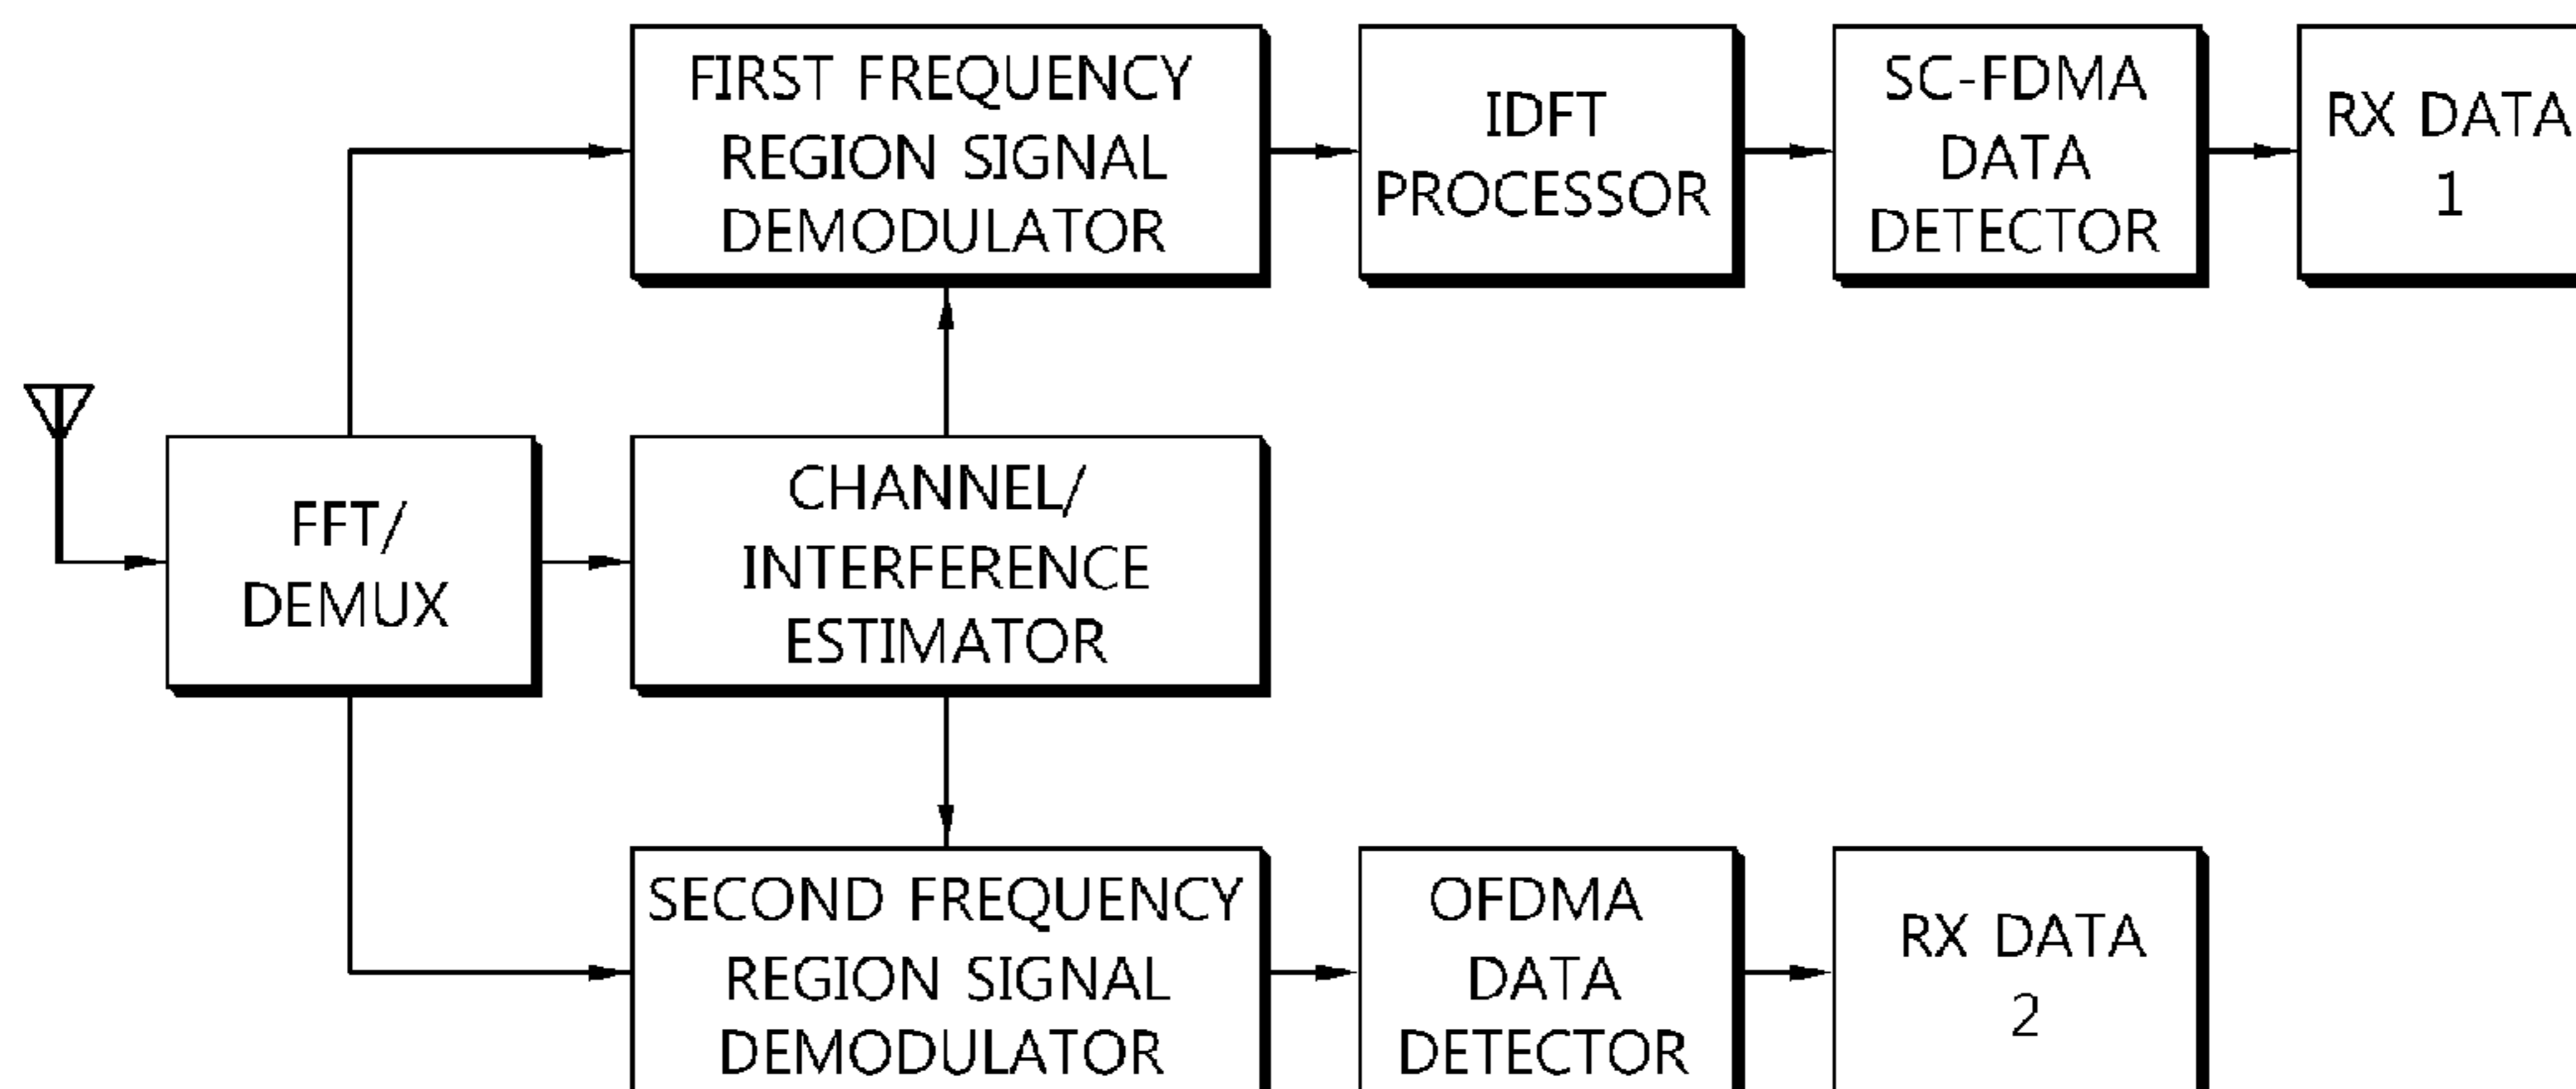 FIRST FREQUENCY
REGION SIGNAL
DEMODULATOR
IDFT
PROCESSOR
SC-FDMA
DATA
DETECTOR
RX DATA
1
FFT/
DEMUX
CHANNEL/
INTERFERENCE
ESTIMATOR
SECOND FREQUENCY
REGION SIGNAL
DEMODULATOR
OFDMA
DATA
DETECTOR
RX DATA
2